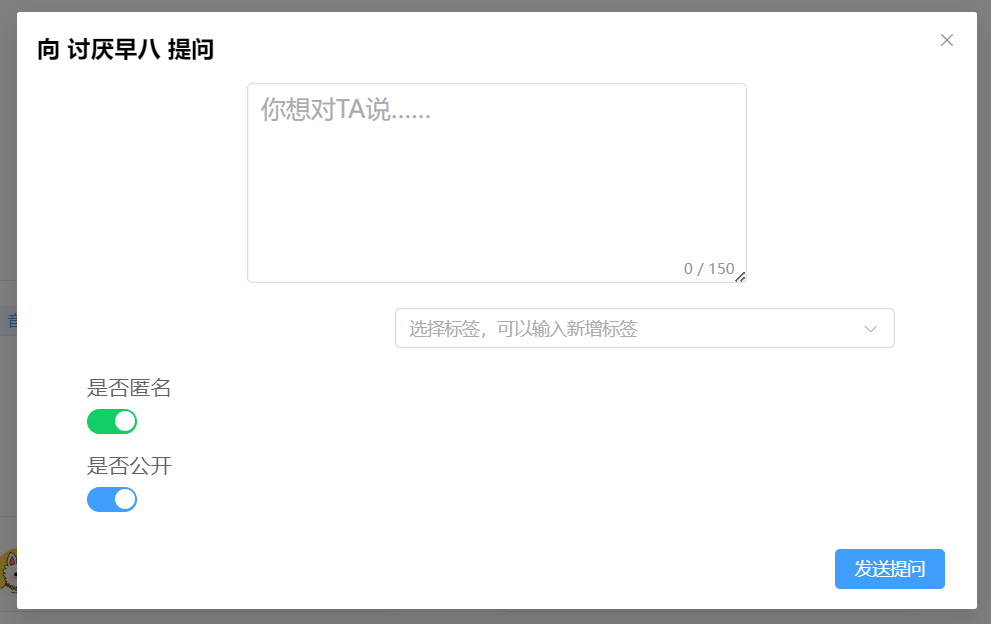 向 讨厌早八 提问
你想对TA说......
0 / 150
选择标签，可以输入新增标签
是否匿名
是否公开
发送提问